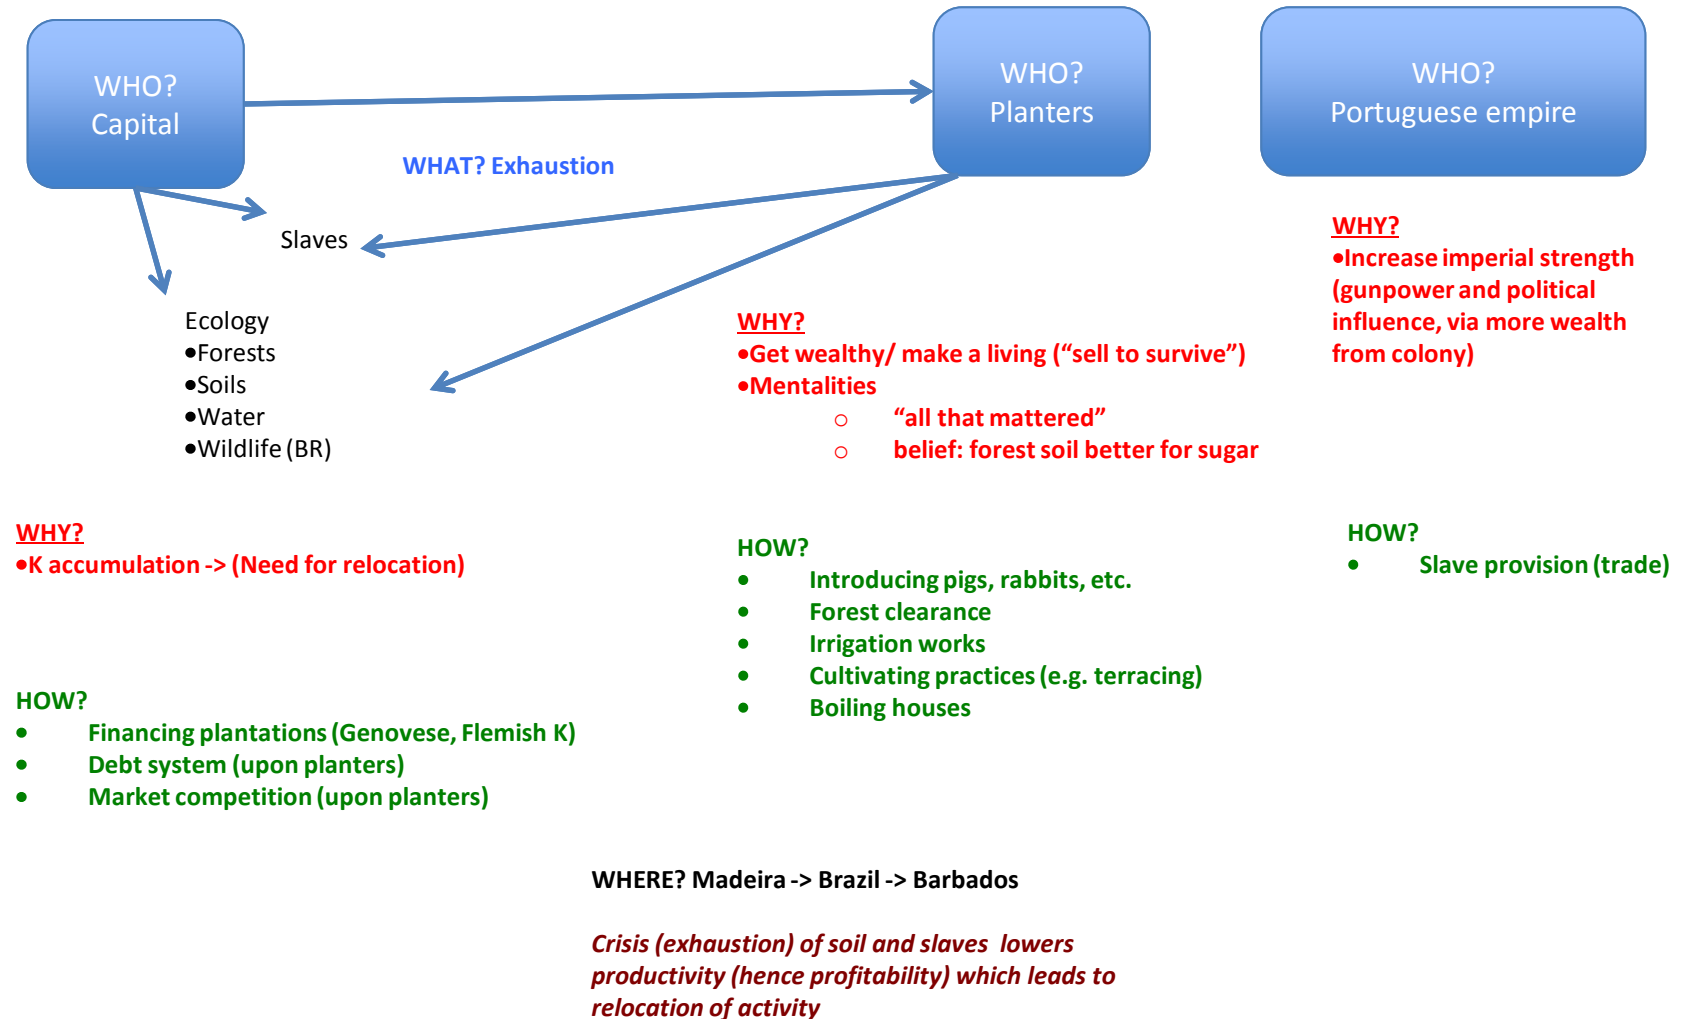 WHO?
Capital
WHO?
Planters
WHO?
Portuguese empire
WHAT? Exhaustion
Slaves
Ecology
•Forests
•Soils
•Water
•Wildlife (BR)
WHY?
•K accumulation -> (Need for relocation)
HOW?
• Financing plantations (Genovese, Flemish K)
• Debt system (upon planters)
• Market competition (upon planters)
WHY?
•Get wealthy/ make a living (“sell to survive”)
•Mentalities
o “all that mattered”
o belief: forest soil better for sugar
HOW?
• Introducing pigs, rabbits, etc.
• Forest clearance
• Irrigation works
• Cultivating practices (e.g. terracing)
• Boiling houses
WHY?
•Increase imperial strength
(gunpower and political
influence, via more wealth
from colony)
HOW?
• Slave provision (trade)
WHERE? Madeira -> Brazil -> Barbados
Crisis (exhaustion) of soil and slaves lowers
productivity (hence profitability) which leads to
relocation of activity